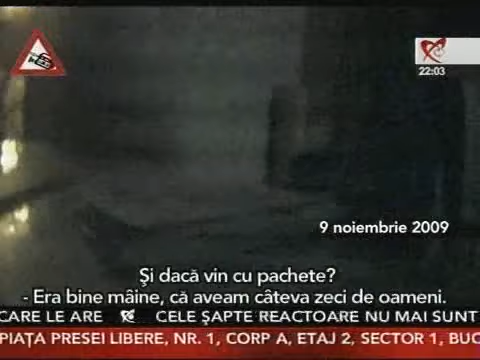 22:03
9 noiembrie 2009
Şi dacă vin cu pachete?
- Era bine mâine, că aveam câteva zeci de oameni.
CARE LE ARE CELE ŞAPTE REACTOARE NU MAI SUNT
PIAŢA PRESEI LIBERE, NR. 1, CORP A, ETAJ 2, SECTOR 1, BUC